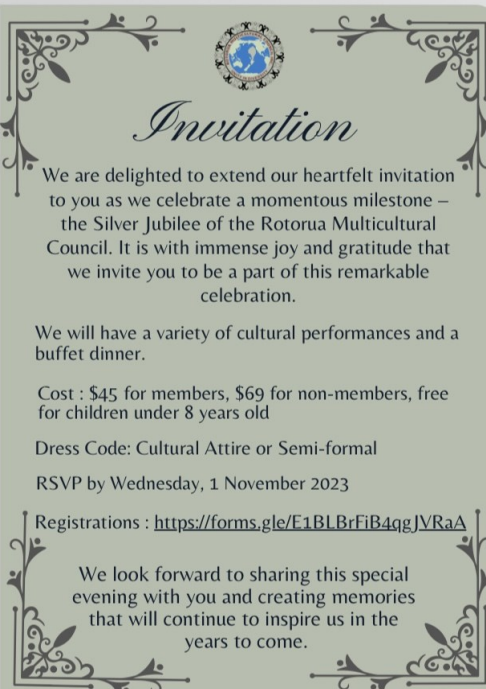 Invitation
We are delighted to extend our heartfelt invitation
to you as we celebrate a momentous milestone –
the Silver Jubilee of the Rotorua Multicultural
Council. It is with immense joy and gratitude that
we invite you to be a part of this remarkable
celebration.
We will have a variety of cultural performances and a
buffet dinner.
Cost : $45 for members, $69 for non-members, free
for children under 8 years old
Dress Code: Cultural Attire or Semi-formal
RSVP by Wednesday, 1 November 2023
Registrations : https://forms.gle/E1BLBrFiB4qgJVRaA
We look forward to sharing this special
evening with you and creating memories
that will continue to inspire us in the
years to come.